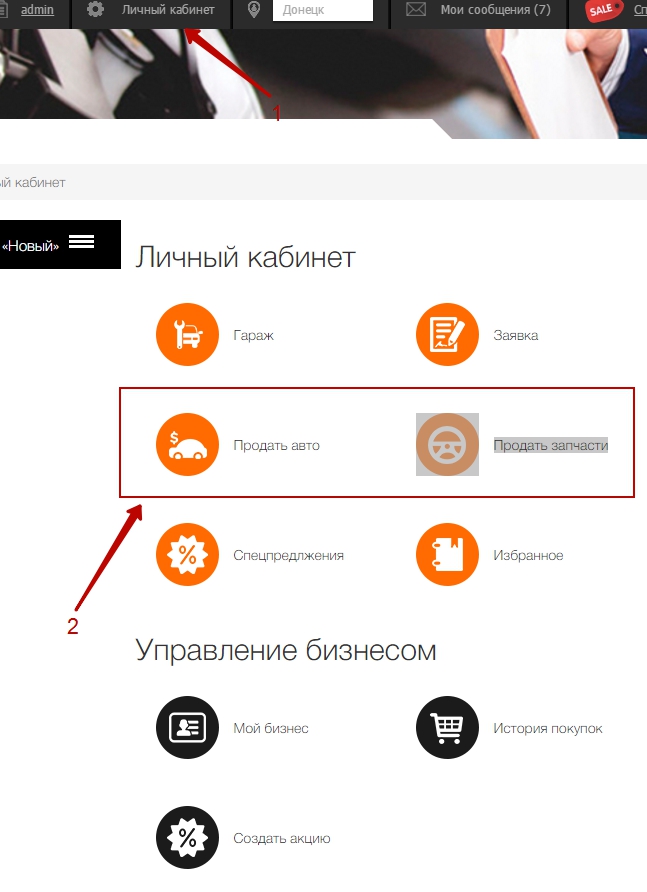 admin
Личный кабинет
Донецк
Мои сообщения (7)
SALE
1
кабинет
«Новый»
Личный кабинет
Гараж
Заявка
$
Продать авто
Продать запчасти
%
Спецпредлжения
Избранное
2
Управление бизнесом
Мой бизнес
История покупок
%
Создать акцию